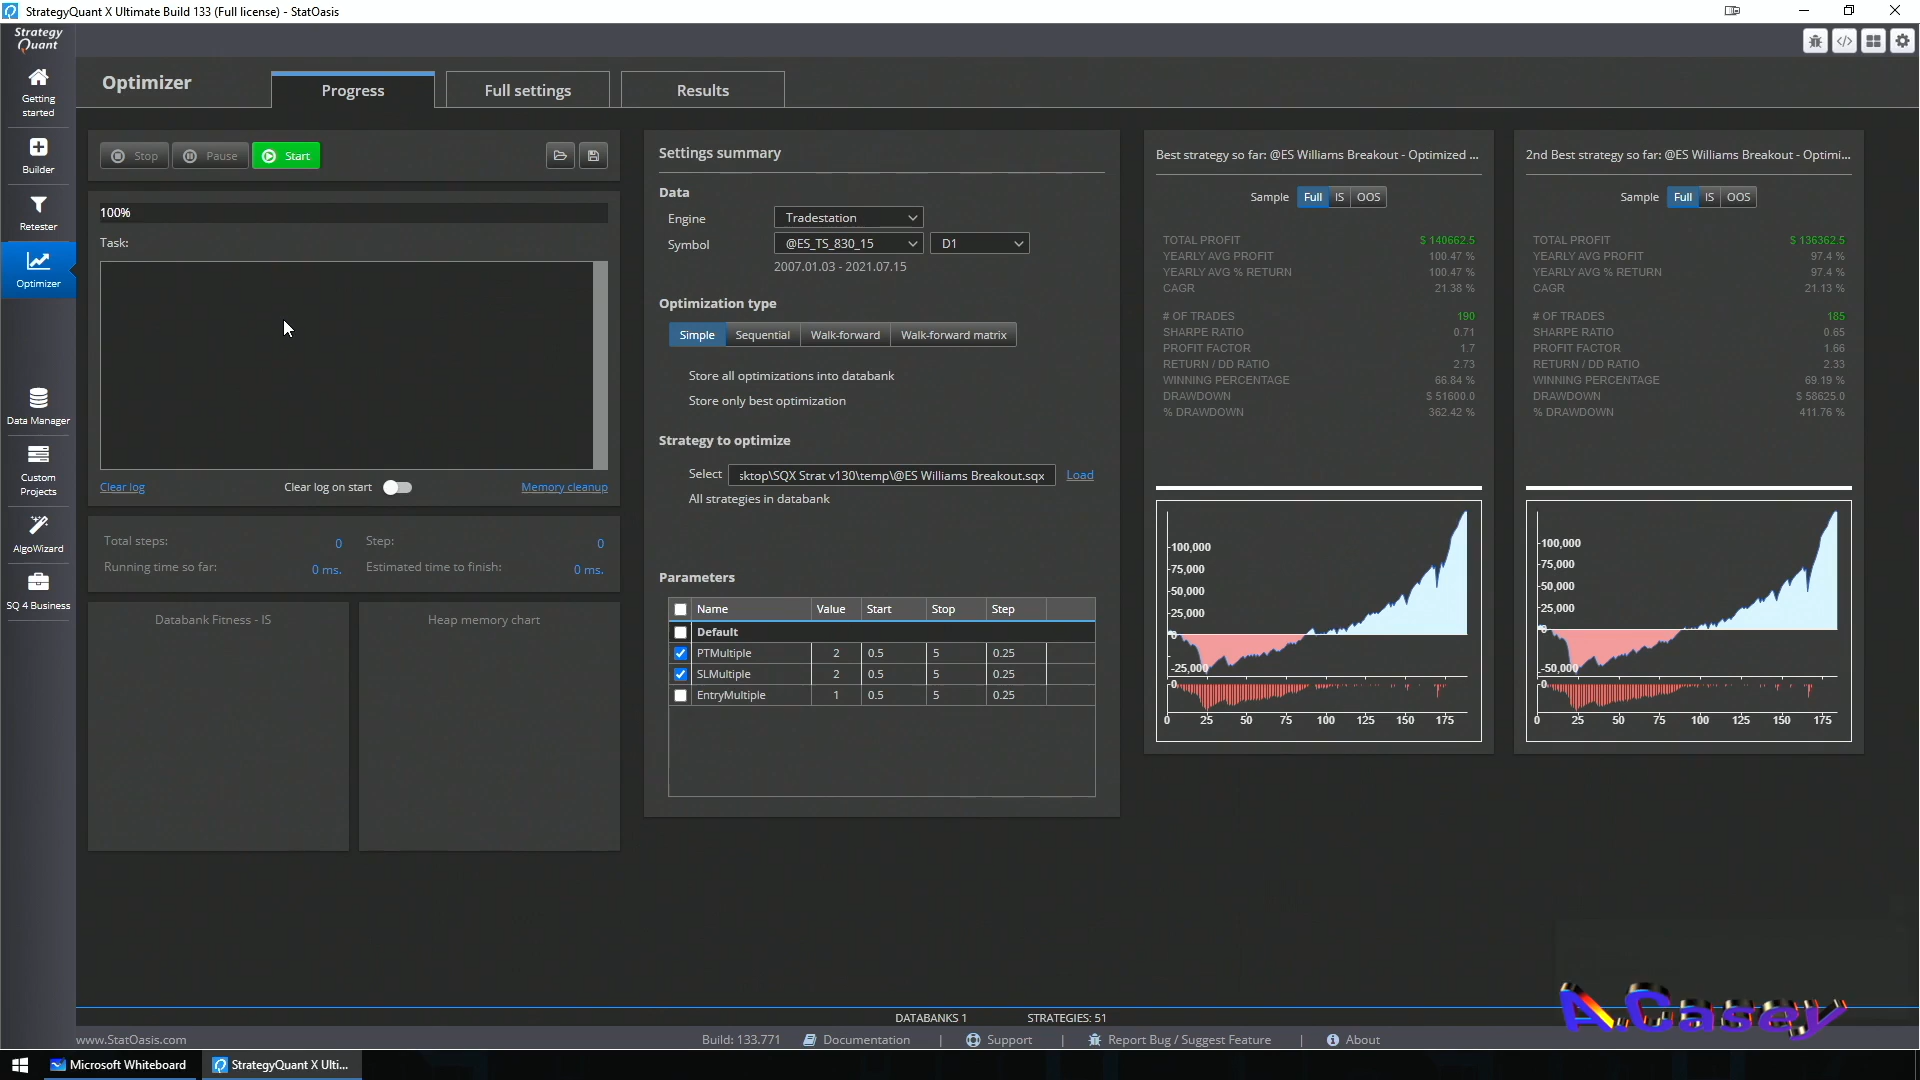 StrategyQuant X Ultimate Build 133 (Full license) - StatOasis
Strategy
Quant
Getting
started
Builder
Retester
Optimizer
Data Manager
Custom
Projects
AlgoWizard
SQ 4 Business
Optimizer
Progress
Full settings
Results
Stop
Pause
Start
100%
Task:
Clear log
Clear log on start
Memory cleanup
Total steps:
0
Step:
0
Running time so far:
0 ms.
Estimated time to finish:
0 ms.
Databank Fitness - IS
Heap memory chart
Settings summary
Data
Engine
Tradestation
Symbol
@ES_TS_830_15
D1
2007.01.03 - 2021.07.15
Optimization type
Simple
Sequential
Walk-forward
Walk-forward matrix
Store all optimizations into databank
Store only best optimization
Strategy to optimize
Select
sktop\SQX Strat v130\temp\@ES Williams Breakout.sqx
Load
All strategies in databank
Parameters
Name Value Start Stop Step
Default
PTMultiple 2 0.5 5 0.25
SLMultiple 2 0.5 5 0.25
EntryMultiple 1 0.5 5 0.25
Best strategy so far: @ES Williams Breakout - Optimized ...
Sample Full IS OOS
TOTAL PROFIT $ 140662.5
YEARLY AVG PROFIT 100.47 %
YEARLY AVG % RETURN 100.47 %
CAGR 21.38 %
# OF TRADES 190
SHARPE RATIO 0.71
PROFIT FACTOR 1.7
RETURN / DD RATIO 2.73
WINNING PERCENTAGE 66.84 %
DRAWDOWN $ 51600.0
% DRAWDOWN 362.42 %
100,000
75,000
50,000
25,000
0
-25,000
0
0 25 50 75 100 125 150 175
2nd Best strategy so far: @ES Williams Breakout - Optimi...
Sample Full IS OOS
TOTAL PROFIT $ 136362.5
YEARLY AVG PROFIT 97.4 %
YEARLY AVG % RETURN 97.4 %
CAGR 21.13 %
# OF TRADES 185
SHARPE RATIO 0.65
PROFIT FACTOR 1.66
RETURN / DD RATIO 2.33
WINNING PERCENTAGE 69.19 %
DRAWDOWN $ 58625.0
% DRAWDOWN 411.76 %
100,000
75,000
50,000
25,000
0
-50,000
0
0 25 50 75 100 125 150 175
A.Casey
DATABANKS 1
STRATEGIES: 51
www.StatOasis.com
Build: 133.771
Documentation
|
Support
|
Report Bug / Suggest Feature
|
About
Microsoft Whiteboard
StrategyQuant X Ulti...